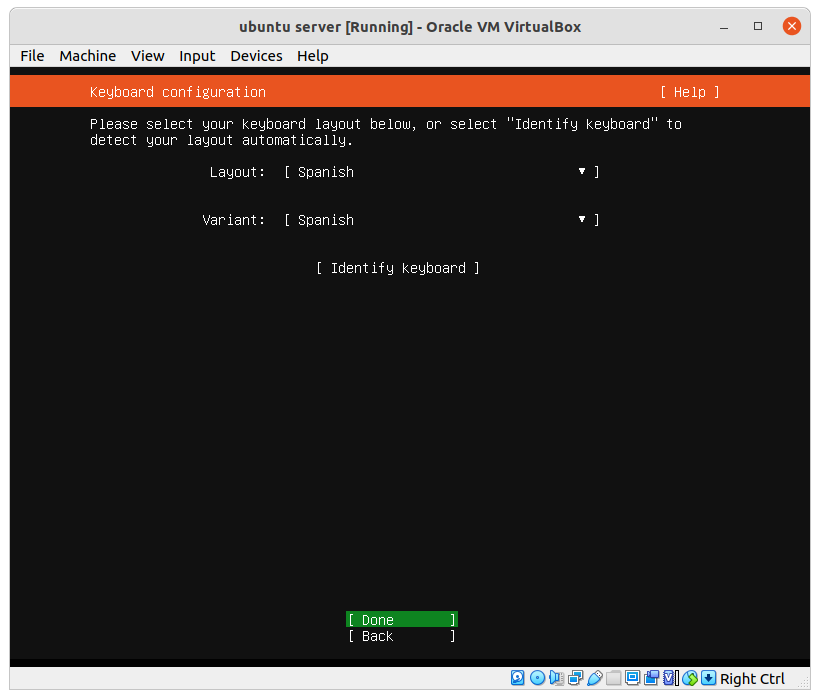 ubuntu server [Running] - Oracle VM VirtualBox
File Machine View Input Devices Help
Keyboard configuration [ Help ]
Please select your keyboard layout below, or select "Identify keyboard" to
detect your layout automatically.
Layout: [ Spanish ▾ ]
Variant: [ Spanish ▾ ]
[ Identify keyboard ]
[ Done ]
[ Back ]
Right Ctrl